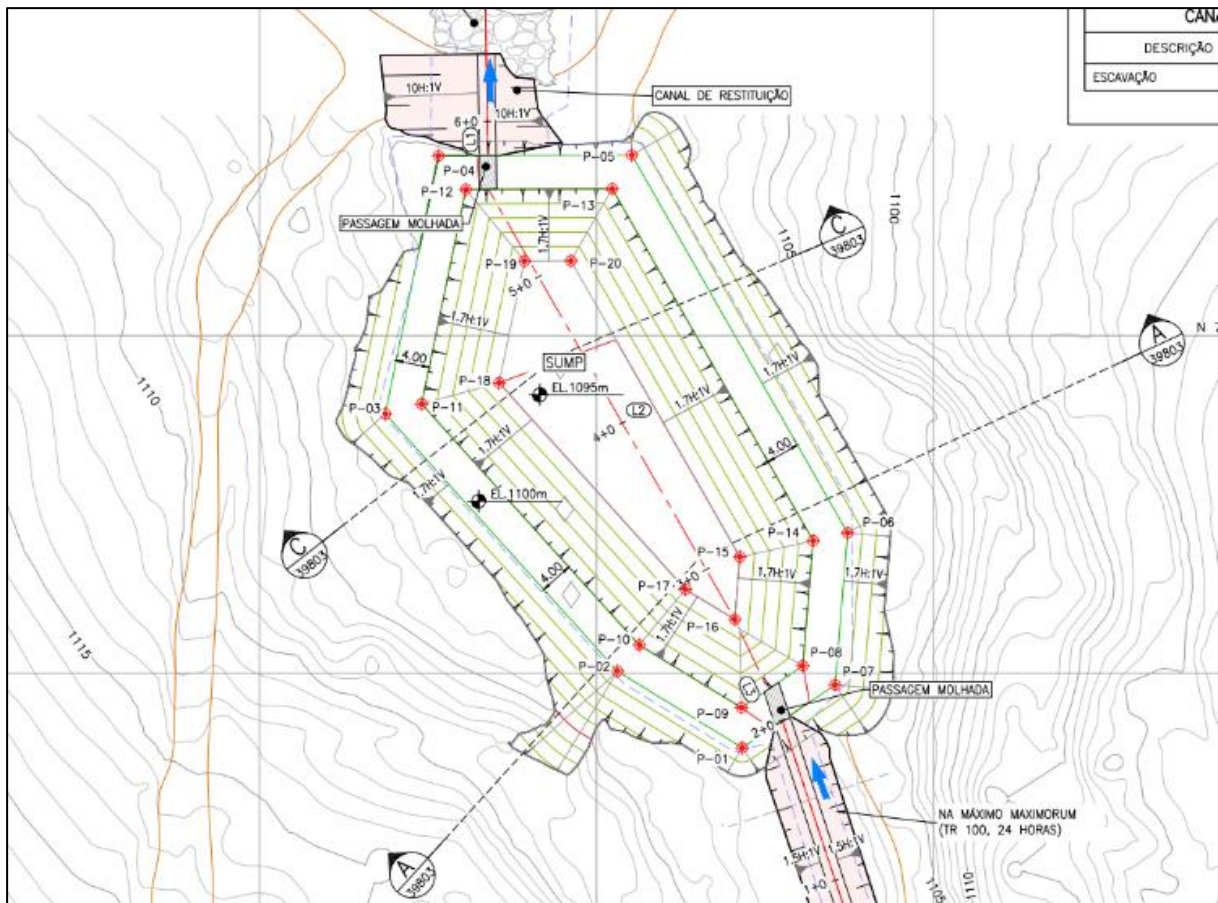 CANA
DESCRIÇÃO
ESCAVAÇÃO
10H:1V
10H:1V
CANAL DE RESTITUIÇÃO
6+0
L1
P-04
P-05
P-12
P-13
PASSAGEM MOLHADA
1.7H:1V
P-19
P-20
5+0
C
39803
1105
1100
A
39803
N 7
1.7H:1V
4.00
SUMP
P-18
EL.1095m
1.7H:1V
1.7H:1V
1110
P-03
P-11
L2
4+0
4.00
1.7H:1V
1.7H:1V
EL.1100m
C
39803
P-14
P-06
P-15
4.00
P-17
3+0
1.7H:1V
1.7H:1V
P-16
1.7H:1V
P-10
P-02
P-08
P-07
1115
L3
PASSAGEM MOLHADA
P-09
2+0
P-01
NA MÁXIMO MAXIMORUM
(TR 100, 24 HORAS)
A
39803
1.5H:1V
1.5H:1V
1+0
1105
1110